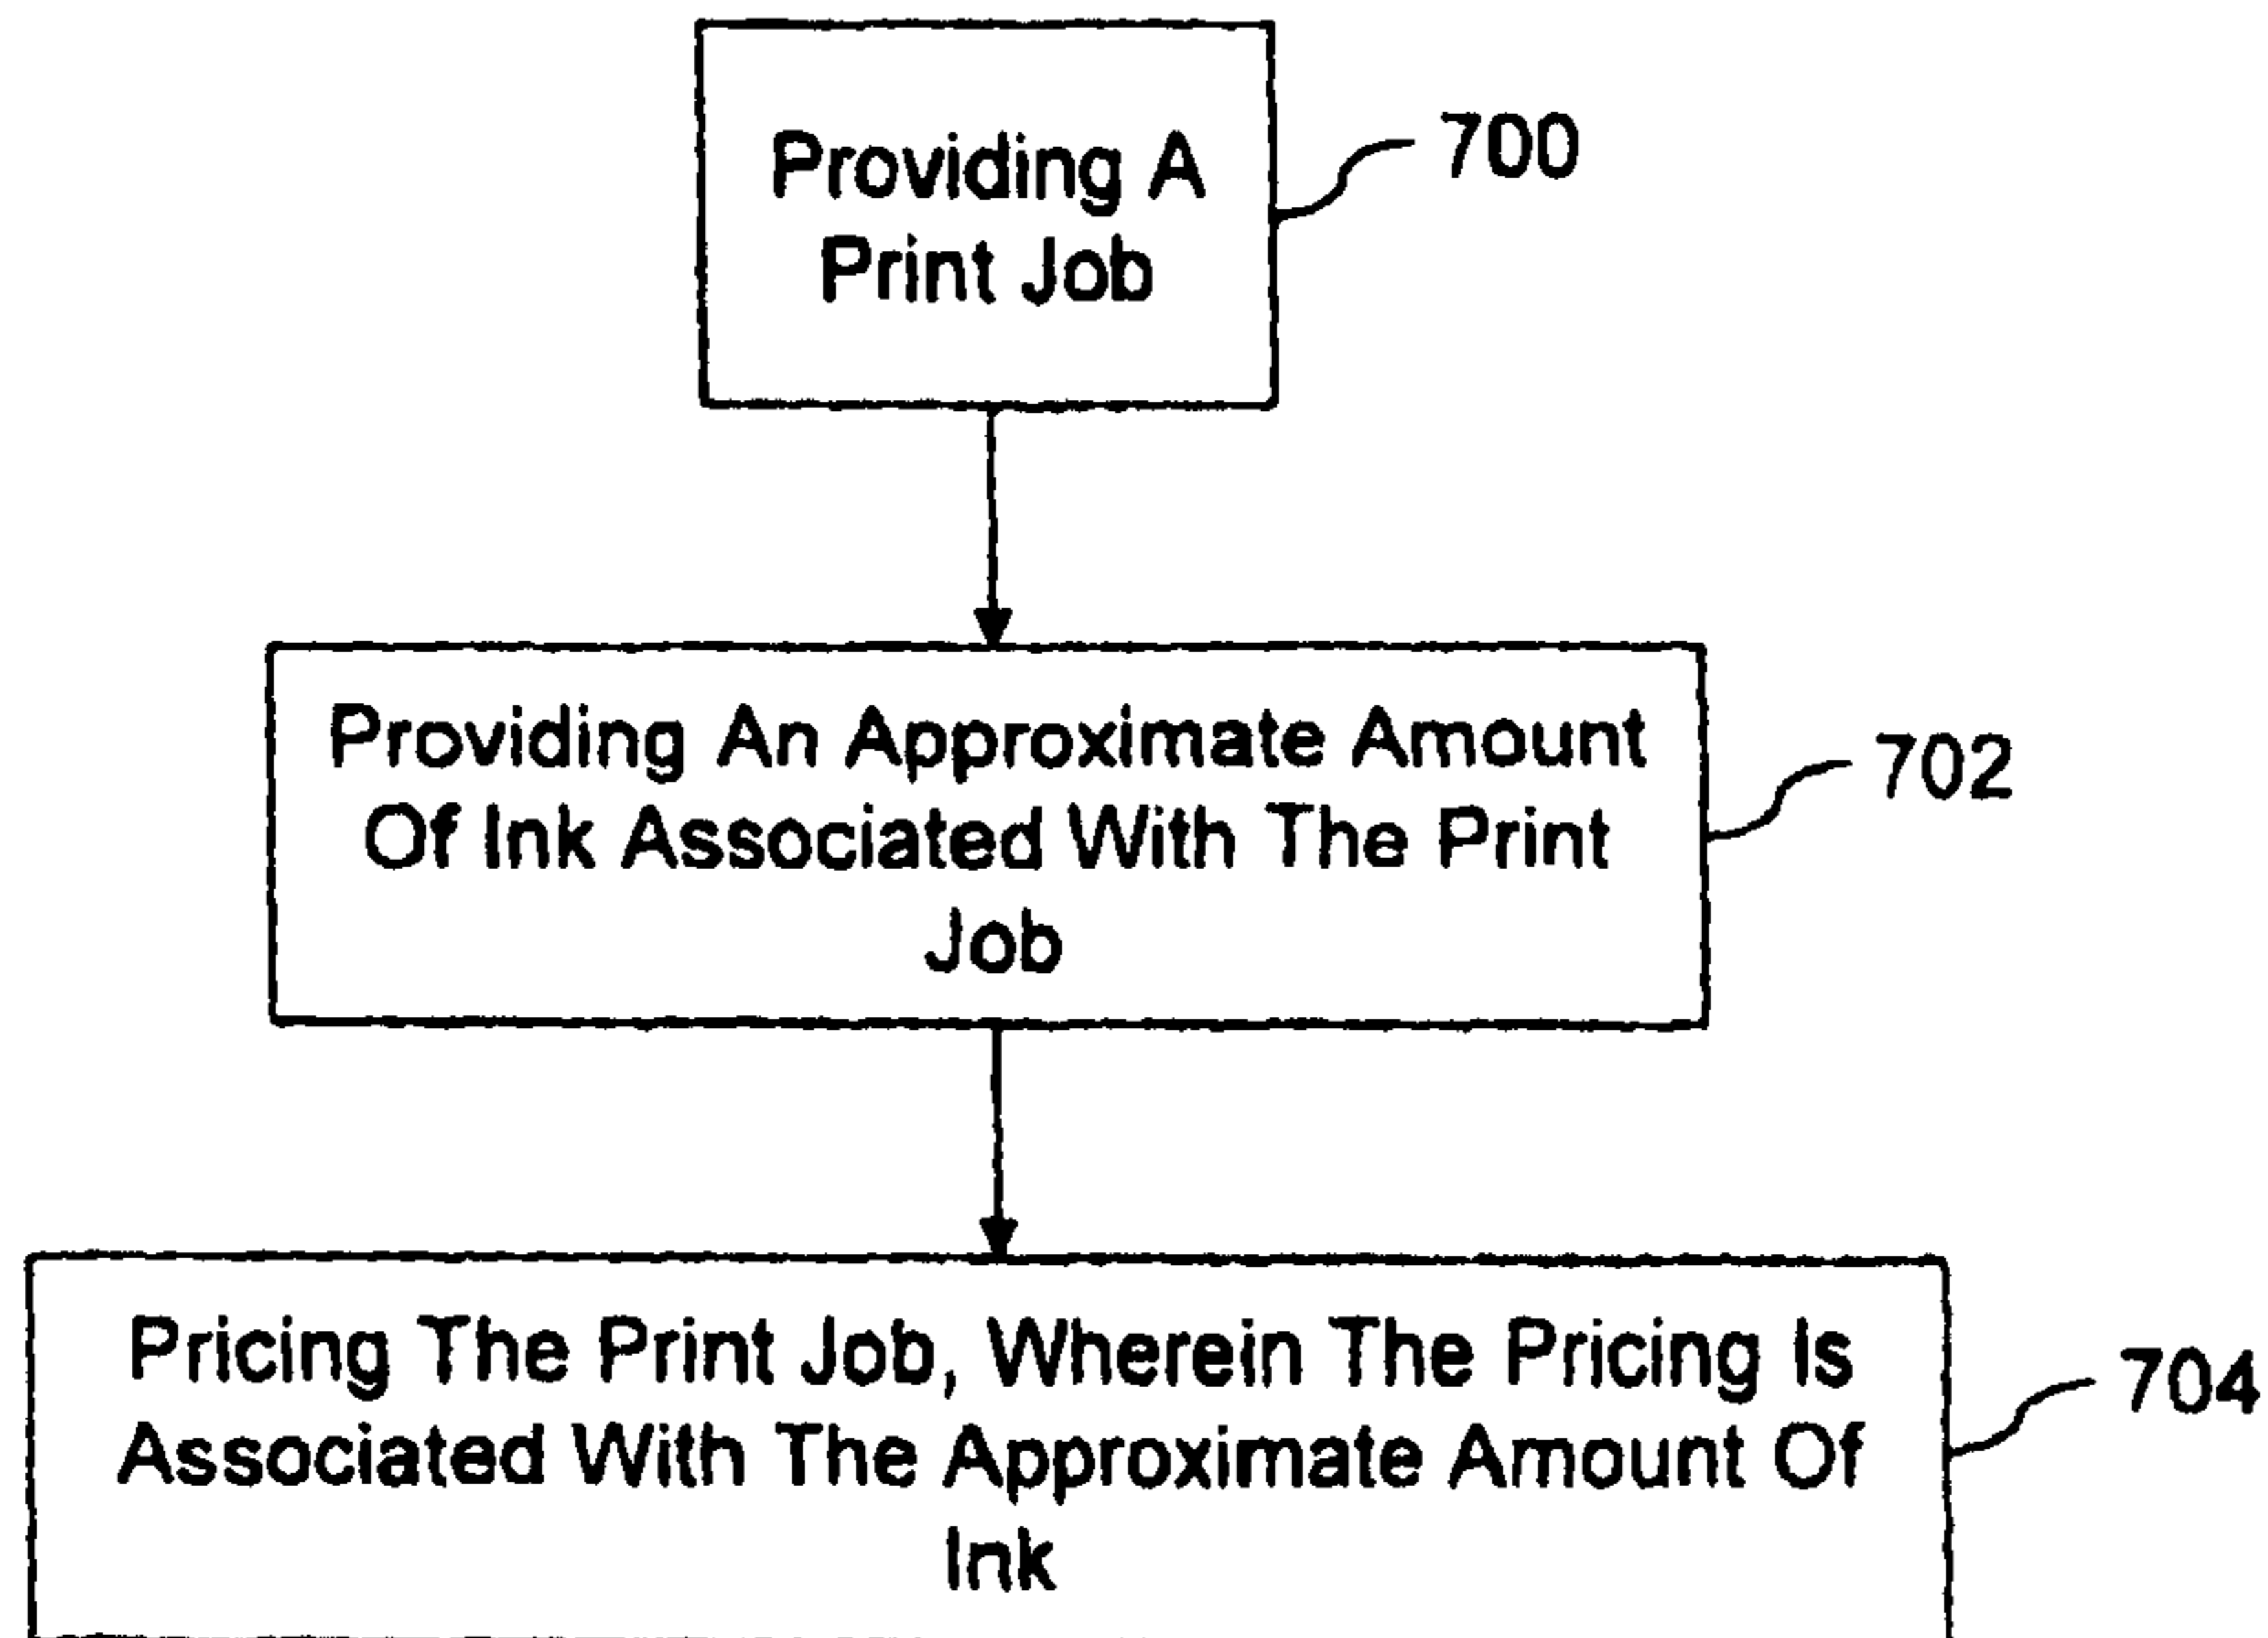 Providing A
Print Job
700
Providing An Approximate Amount
Of Ink Associated With The Print
Job
702
Pricing The Print Job, Wherein The Pricing Is
Associated With The Approximate Amount Of
Ink
704